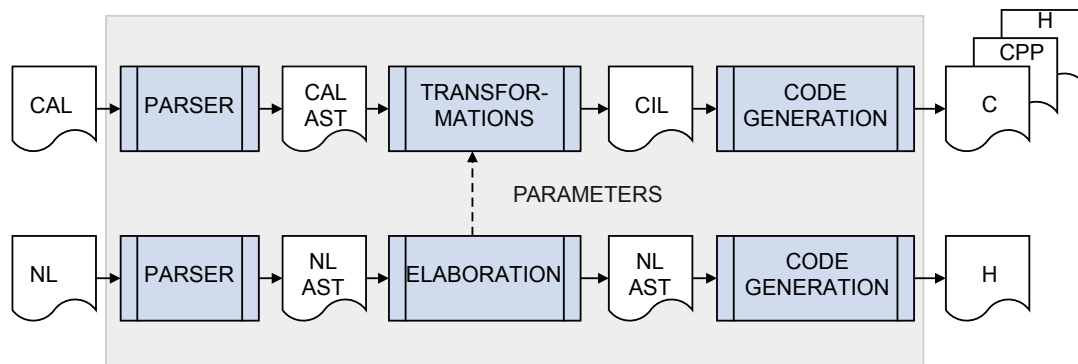 H
CPP
CAL
PARSER
CAL
AST
TRANSFOR-
MATIONS
CIL
CODE
GENERATION
C
PARAMETERS
NL
PARSER
NL
AST
ELABORATION
NL
AST
CODE
GENERATION
H